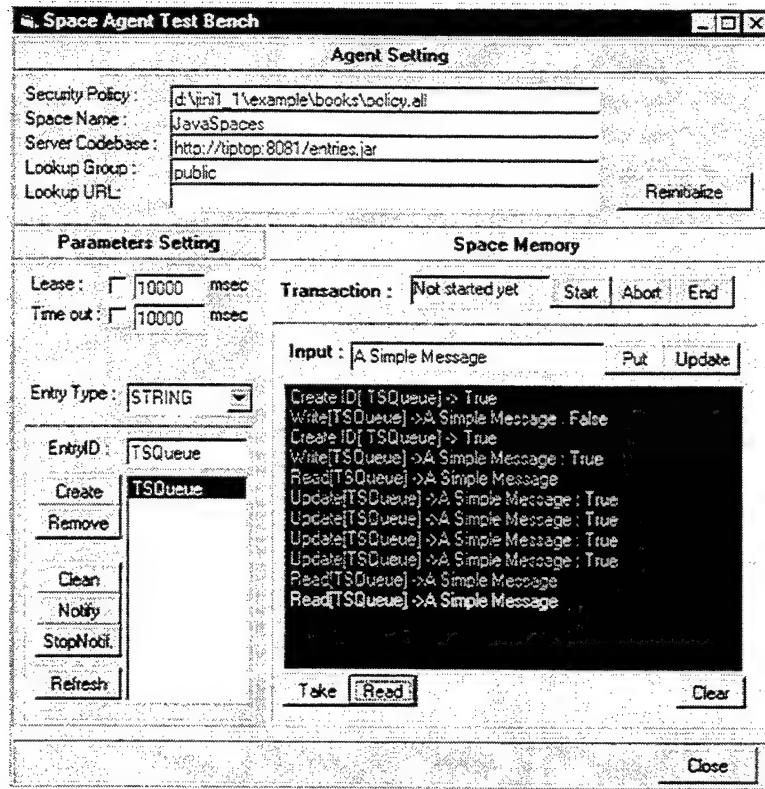 Space Agent Test Bench
Agent Setting
Security Policy : d:\jini1_1\example\books\policy.all
Space Name : JavaSpaces
Server Codebase : http://tiptop:8081/entries.jar
Lookup Group : public
Lookup URL:
Reinitialize
Parameters Setting
Lease : 10000 msec
Time out : 10000 msec
Entry Type : STRING
EntryID : TSQueue
Create
Remove
Clean
Notify
StopNotif.
Refresh
TSQueue
Space Memory
Transaction : Not started yet Start Abort End
Input : A Simple Message Put Update
Create ID[ TSQueue] -> True
Write[TSQueue] ->A Simple Message : False
Create ID[ TSQueue] -> True
Write[TSQueue] ->A Simple Message : True
Read[TSQueue] ->A Simple Message
Update[TSQueue] ->A Simple Message : True
Update[TSQueue] ->A Simple Message : True
Update[TSQueue] ->A Simple Message : True
Update[TSQueue] ->A Simple Message : True
Read[TSQueue] ->A Simple Message
Read[TSQueue] ->A Simple Message
Take Read Clear
Close